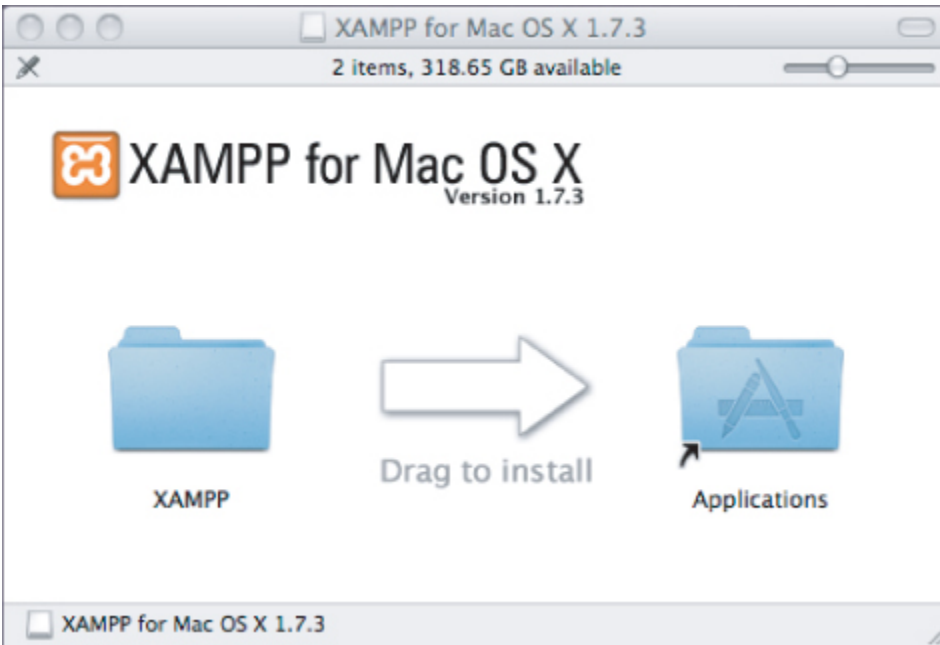 XAMPP for Mac OS X 1.7.3
2 items, 318.65 GB available
XAMPP for Mac OS X
Version 1.7.3
Drag to install
XAMPP
Applications
XAMPP for Mac OS X 1.7.3